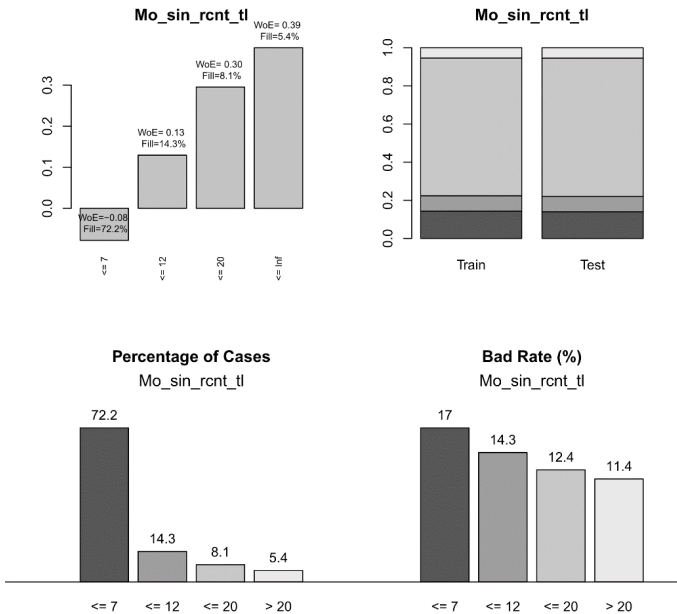 Mo_sin_rcnt_tl
WoE= 0.39
Fill=5.4%
WoE= 0.30
Fill=8.1%
WoE= 0.13
Fill=14.3%
WoE=−0.08
Fill=72.2%
0.3
0.2
0.1
0.0
<= 7
<= 12
<= 20
<= Inf
Mo_sin_rcnt_tl
1.0
0.8
0.6
0.4
0.2
0.0
Train
Test
Percentage of Cases
Mo_sin_rcnt_tl
72.2
14.3
8.1
5.4
<= 7
<= 12
<= 20
> 20
Bad Rate (%)
Mo_sin_rcnt_tl
17
14.3
12.4
11.4
<= 7
<= 12
<= 20
> 20